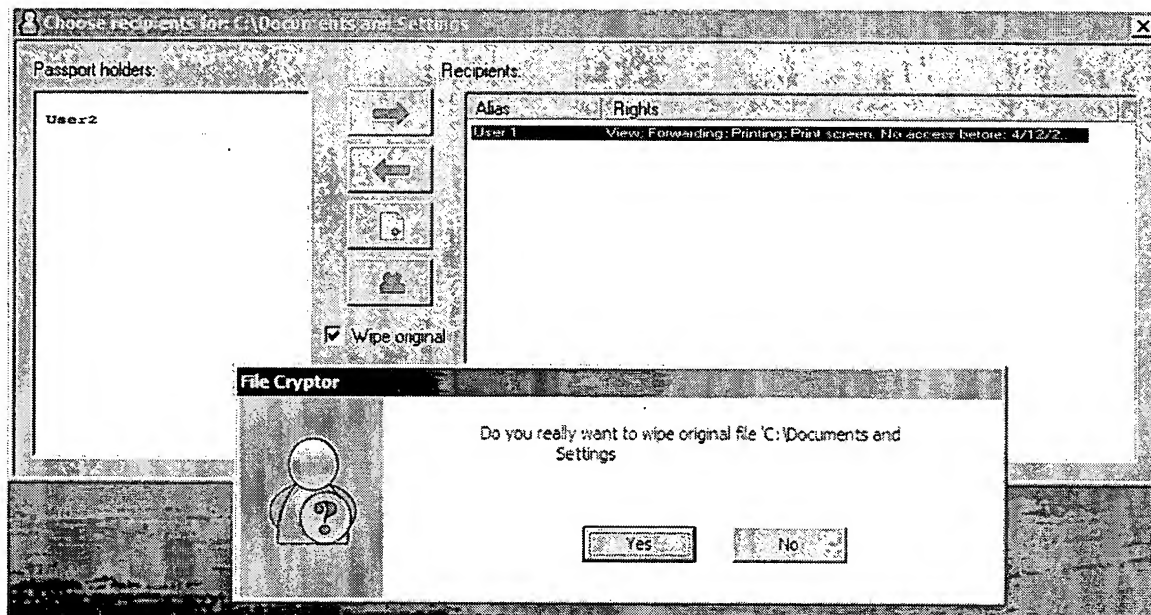 Choose recipients for: C:\Documents and Settings
Passport holders:
Recipients:
User2
Alias Rights
User 1 View; Forwarding; Printing; Print screen, No access before: 4/12/2..
Wipe original
File Cryptor
Do you really want to wipe original file 'C:\Documents and
Settings
Yes No